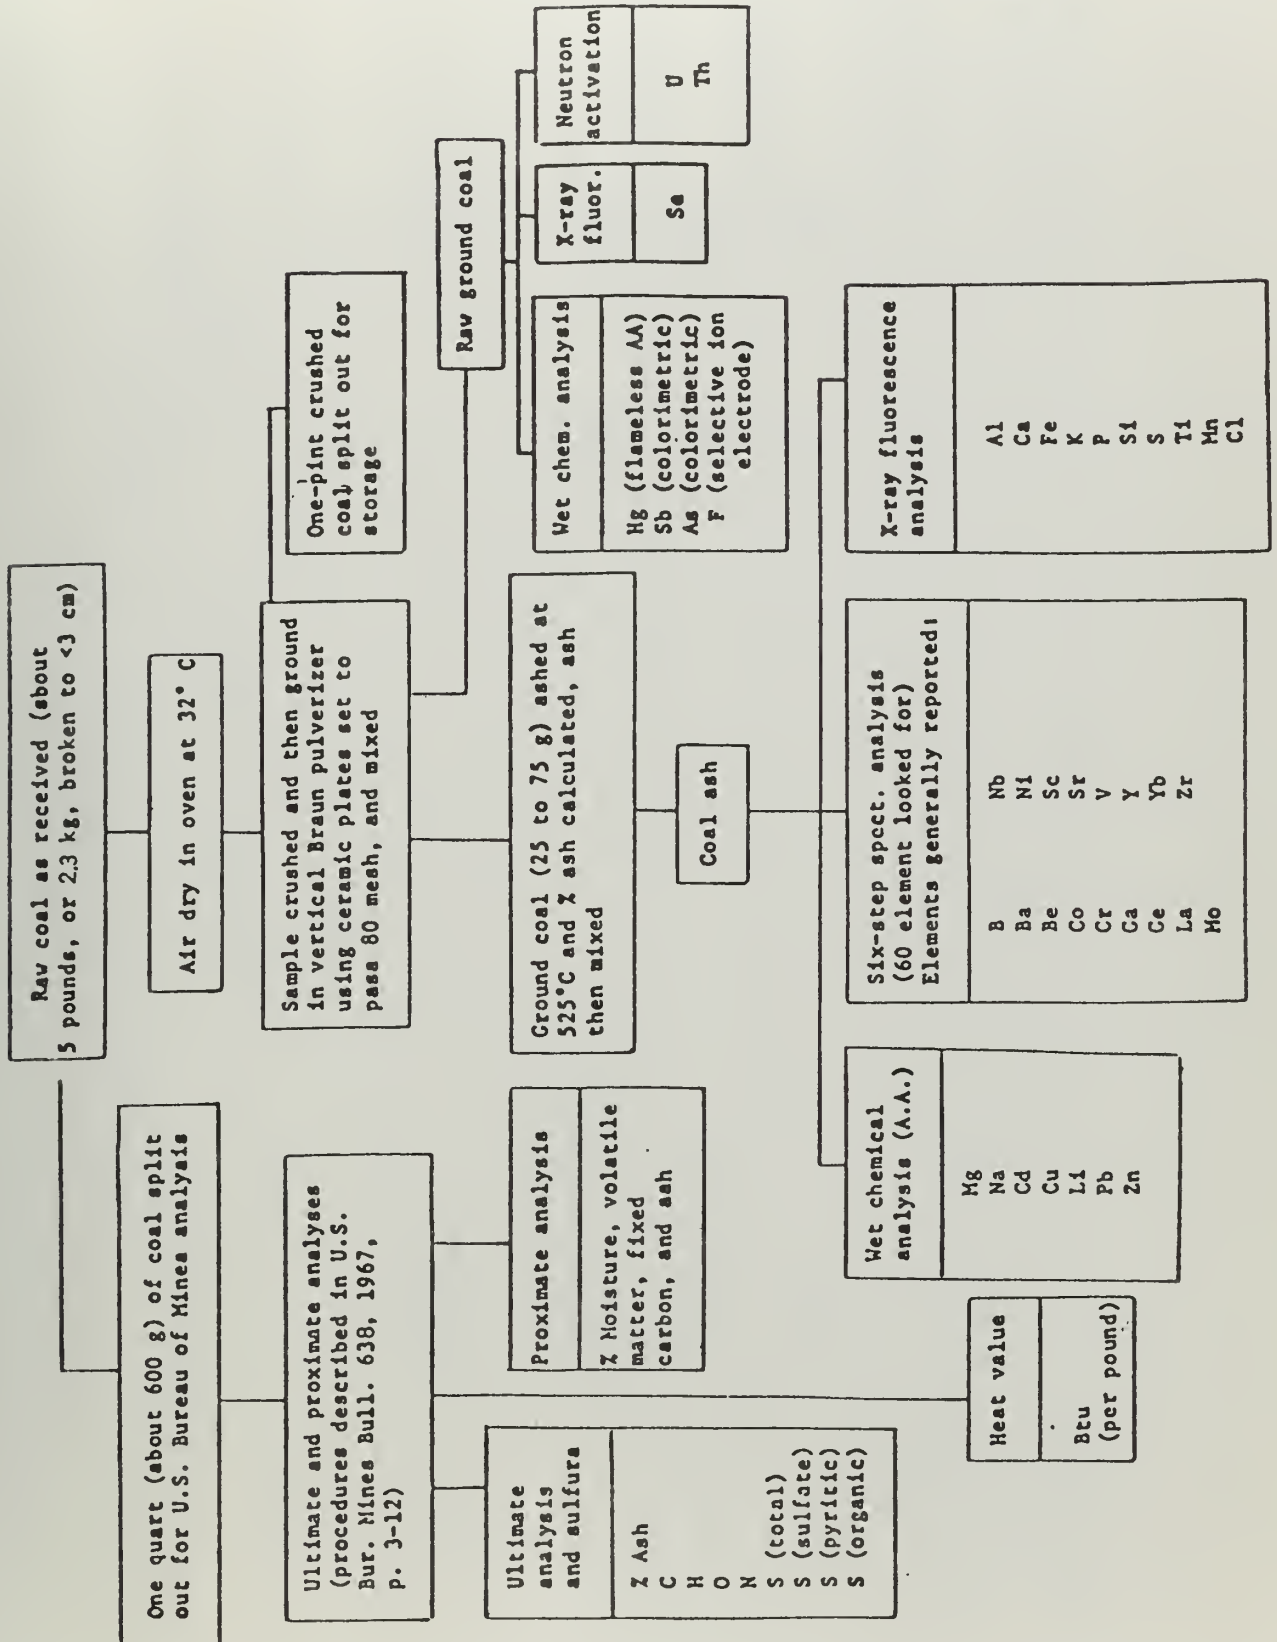 Raw coal as received (about
5 pounds, or 2.3 kg, broken to <3 cm)
One quart (about 600 g) of coal split
out for U.S. Bureau of Minea analysis
Air dry in oven at 32° C
Sample crushed and then ground
in vertical Braun pulverizer
using ceramic plates set to
pasa 80 mesh, and mixed
One-pint crushed
coal split out for
storage
Ultimate and proximate analyses
(procedures described in U.S.
Bur. Mines Bull. 638, 1967,
p. 3-12)
Raw ground coal
Ultimate
analysis
and sulfura
% Ash
C
H
O
N
S (total)
S (sulfate)
S (pyritic)
S (organic)
Proximate analysis
% Moisture, volatile
matter, fixed
carbon, and ash
Ground coal (25 to 75 g) ashed at
525°C and % ash calculated, ash
then mixed
Wet chem. analysis
Hg (flameless AA)
Sb (colorimetric)
As (colorimetric)
F (selective ion
electrode)
X-ray
fluor.
Se
Neutron
activation
U
Th
Coal ash
Heat value
Btu
(per pound)
Wet chemical
analysis (A.A.)
Mg
Na
Cd
Cu
Li
Pb
Zn
Six-step spect. analysis
(60 element looked for)
Elements generally reported:
B Nb
Ba Ni
Be Sc
Co Sr
Cr V
Ga Y
Ce Yb
La Zr
Mo
X-ray fluorescence
analysis
Al
Ca
Fe
K
P
Si
S
Ti
Mn
Cl